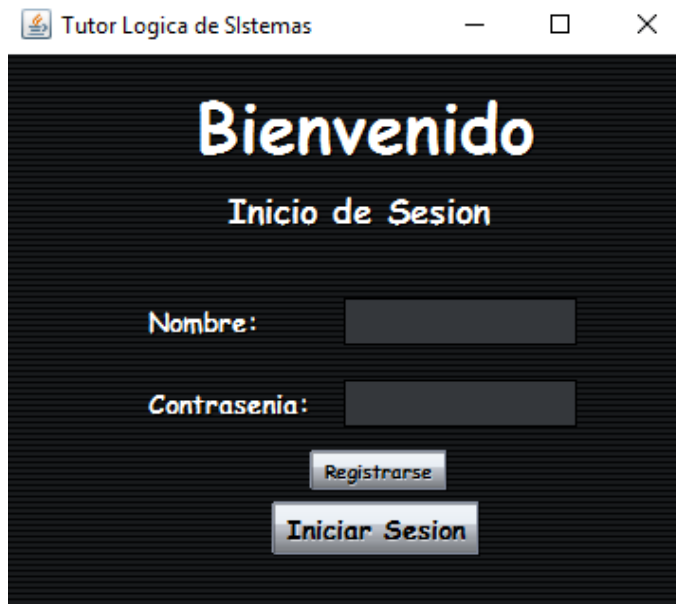 Tutor Logica de SIstemas
Bienvenido
Inicio de Sesion
Nombre:
Contrasenia:
Registrarse
Iniciar Sesion